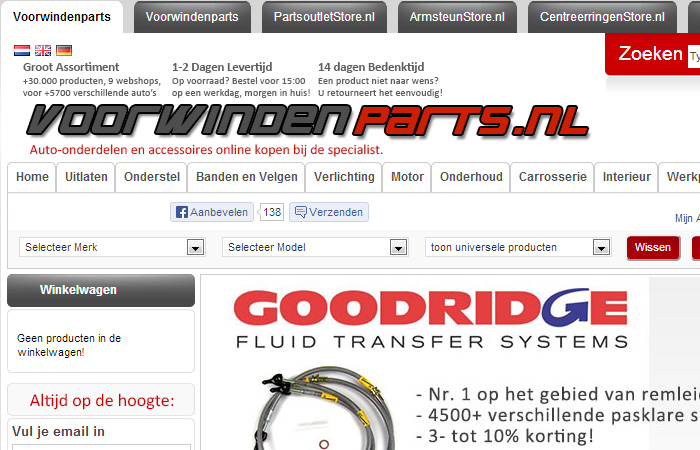 Voorwindenparts
Voorwindenparts
PartsoutletStore.nl
ArmsteunStore.nl
CentreerringenStore.nl
Zoeken
Groot Assortiment
+30.000 producten, 9 webshops,
voor +5700 verschillende auto's
1-2 Dagen Levertijd
Op voorraad? Bestel voor 15:00
op een werkdag, morgen in huis!
14 dagen Bedenktijd
Een product niet naar wens?
U retourneert het eenvoudig!
VOORWINDENPARTS.NL
Auto-onderdelen en accessoires online kopen bij de specialist.
Home
Uitlaten
Onderstel
Banden en Velgen
Verlichting
Motor
Onderhoud
Carrosserie
Interieur
Werkp
Aanbevelen
138
Verzenden
Mijn
Selecteer Merk
Selecteer Model
toon universele producten
Wissen
Winkelwagen
Geen producten in de
winkelwagen!
Altijd op de hoogte:
Vul je email in
GOODRIDGE
FLUID TRANSFER SYSTEMS
- Nr. 1 op het gebied van remlei
- 4500+ verschillende pasklare s
- 3- tot 10% korting!